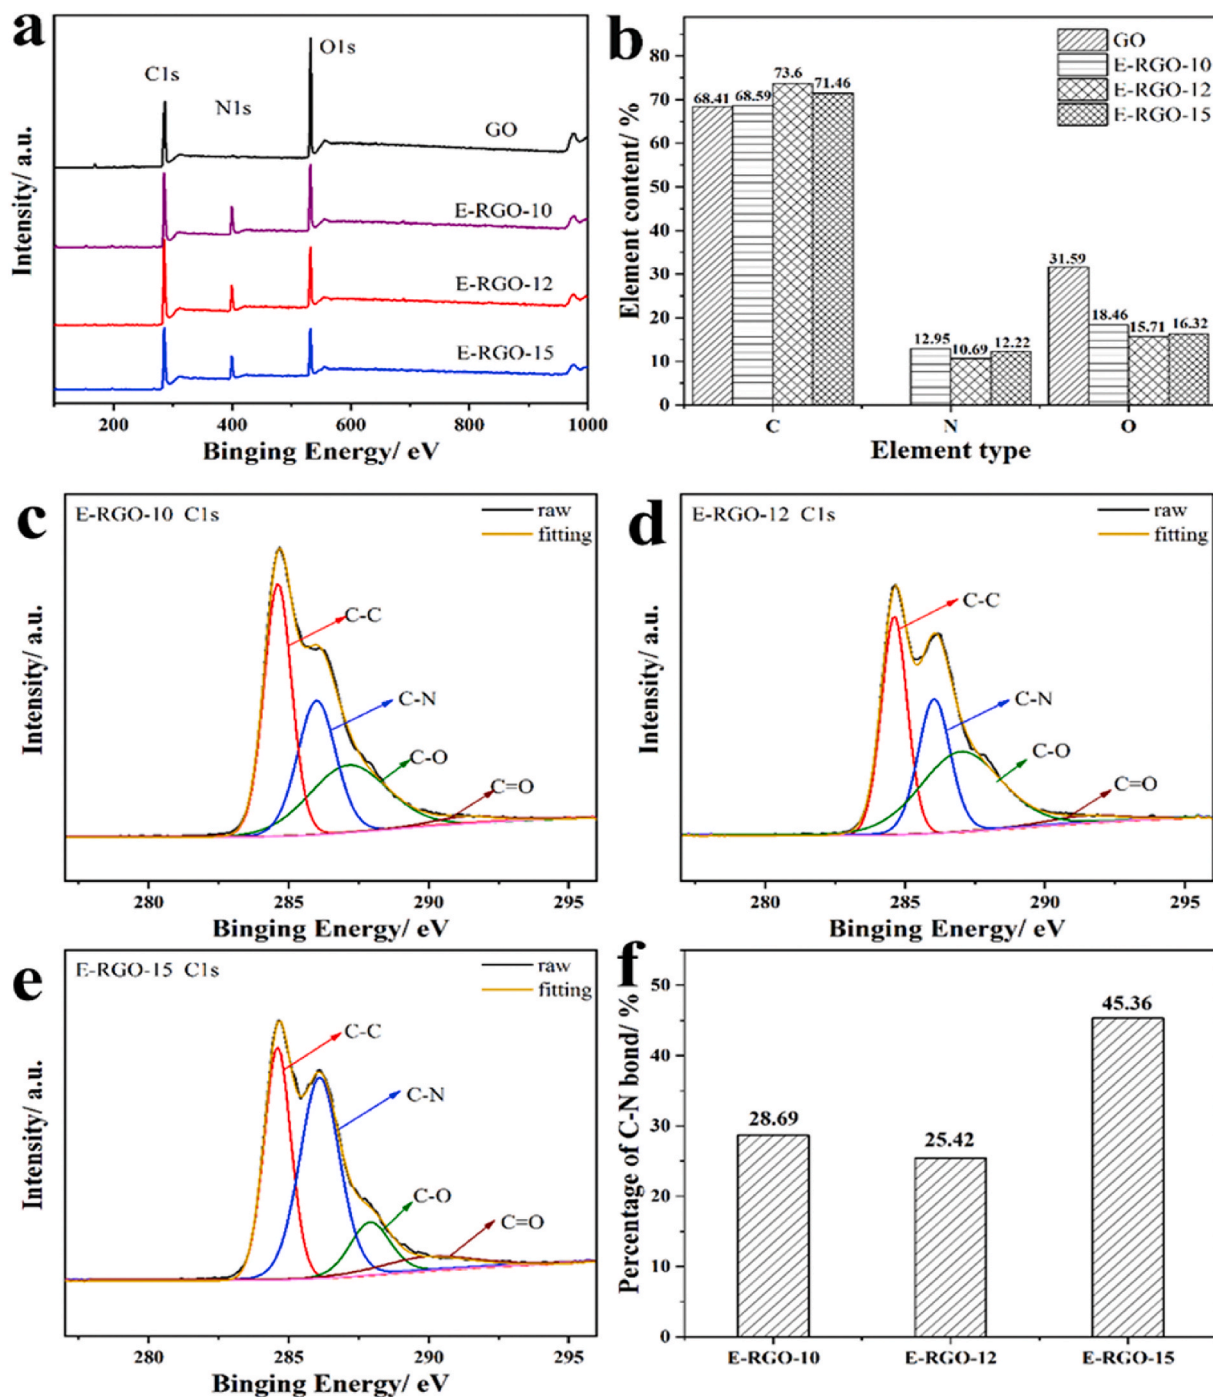 a
C1s
N1s
O1s
GO
E-RGO-10
E-RGO-12
E-RGO-15
Intensity/ a.u.
200
400
600
800
1000
Binging Energy/ eV
b
GO
E-RGO-10
E-RGO-12
E-RGO-15
Element content/ %
80
70
60
50
40
30
20
10
0
68.41
68.59
73.6
71.46
12.95
10.69
12.22
31.59
18.46
15.71
16.32
C
N
O
Element type
c
E-RGO-10 C1s
raw
fitting
C-C
C-N
C-O
C=O
Intensity/ a.u.
280
285
290
295
Binging Energy/ eV
d
E-RGO-12 C1s
raw
fitting
C-C
C-N
C-O
C=O
Intensity/ a.u.
280
285
290
295
Binging Energy/ eV
e
E-RGO-15 C1s
raw
fitting
C-C
C-N
C-O
C=O
Intensity/ a.u.
280
285
290
295
Binging Energy/ eV
f
Percentage of C-N bond/ %
50
40
30
20
10
0
28.69
25.42
45.36
E-RGO-10
E-RGO-12
E-RGO-15